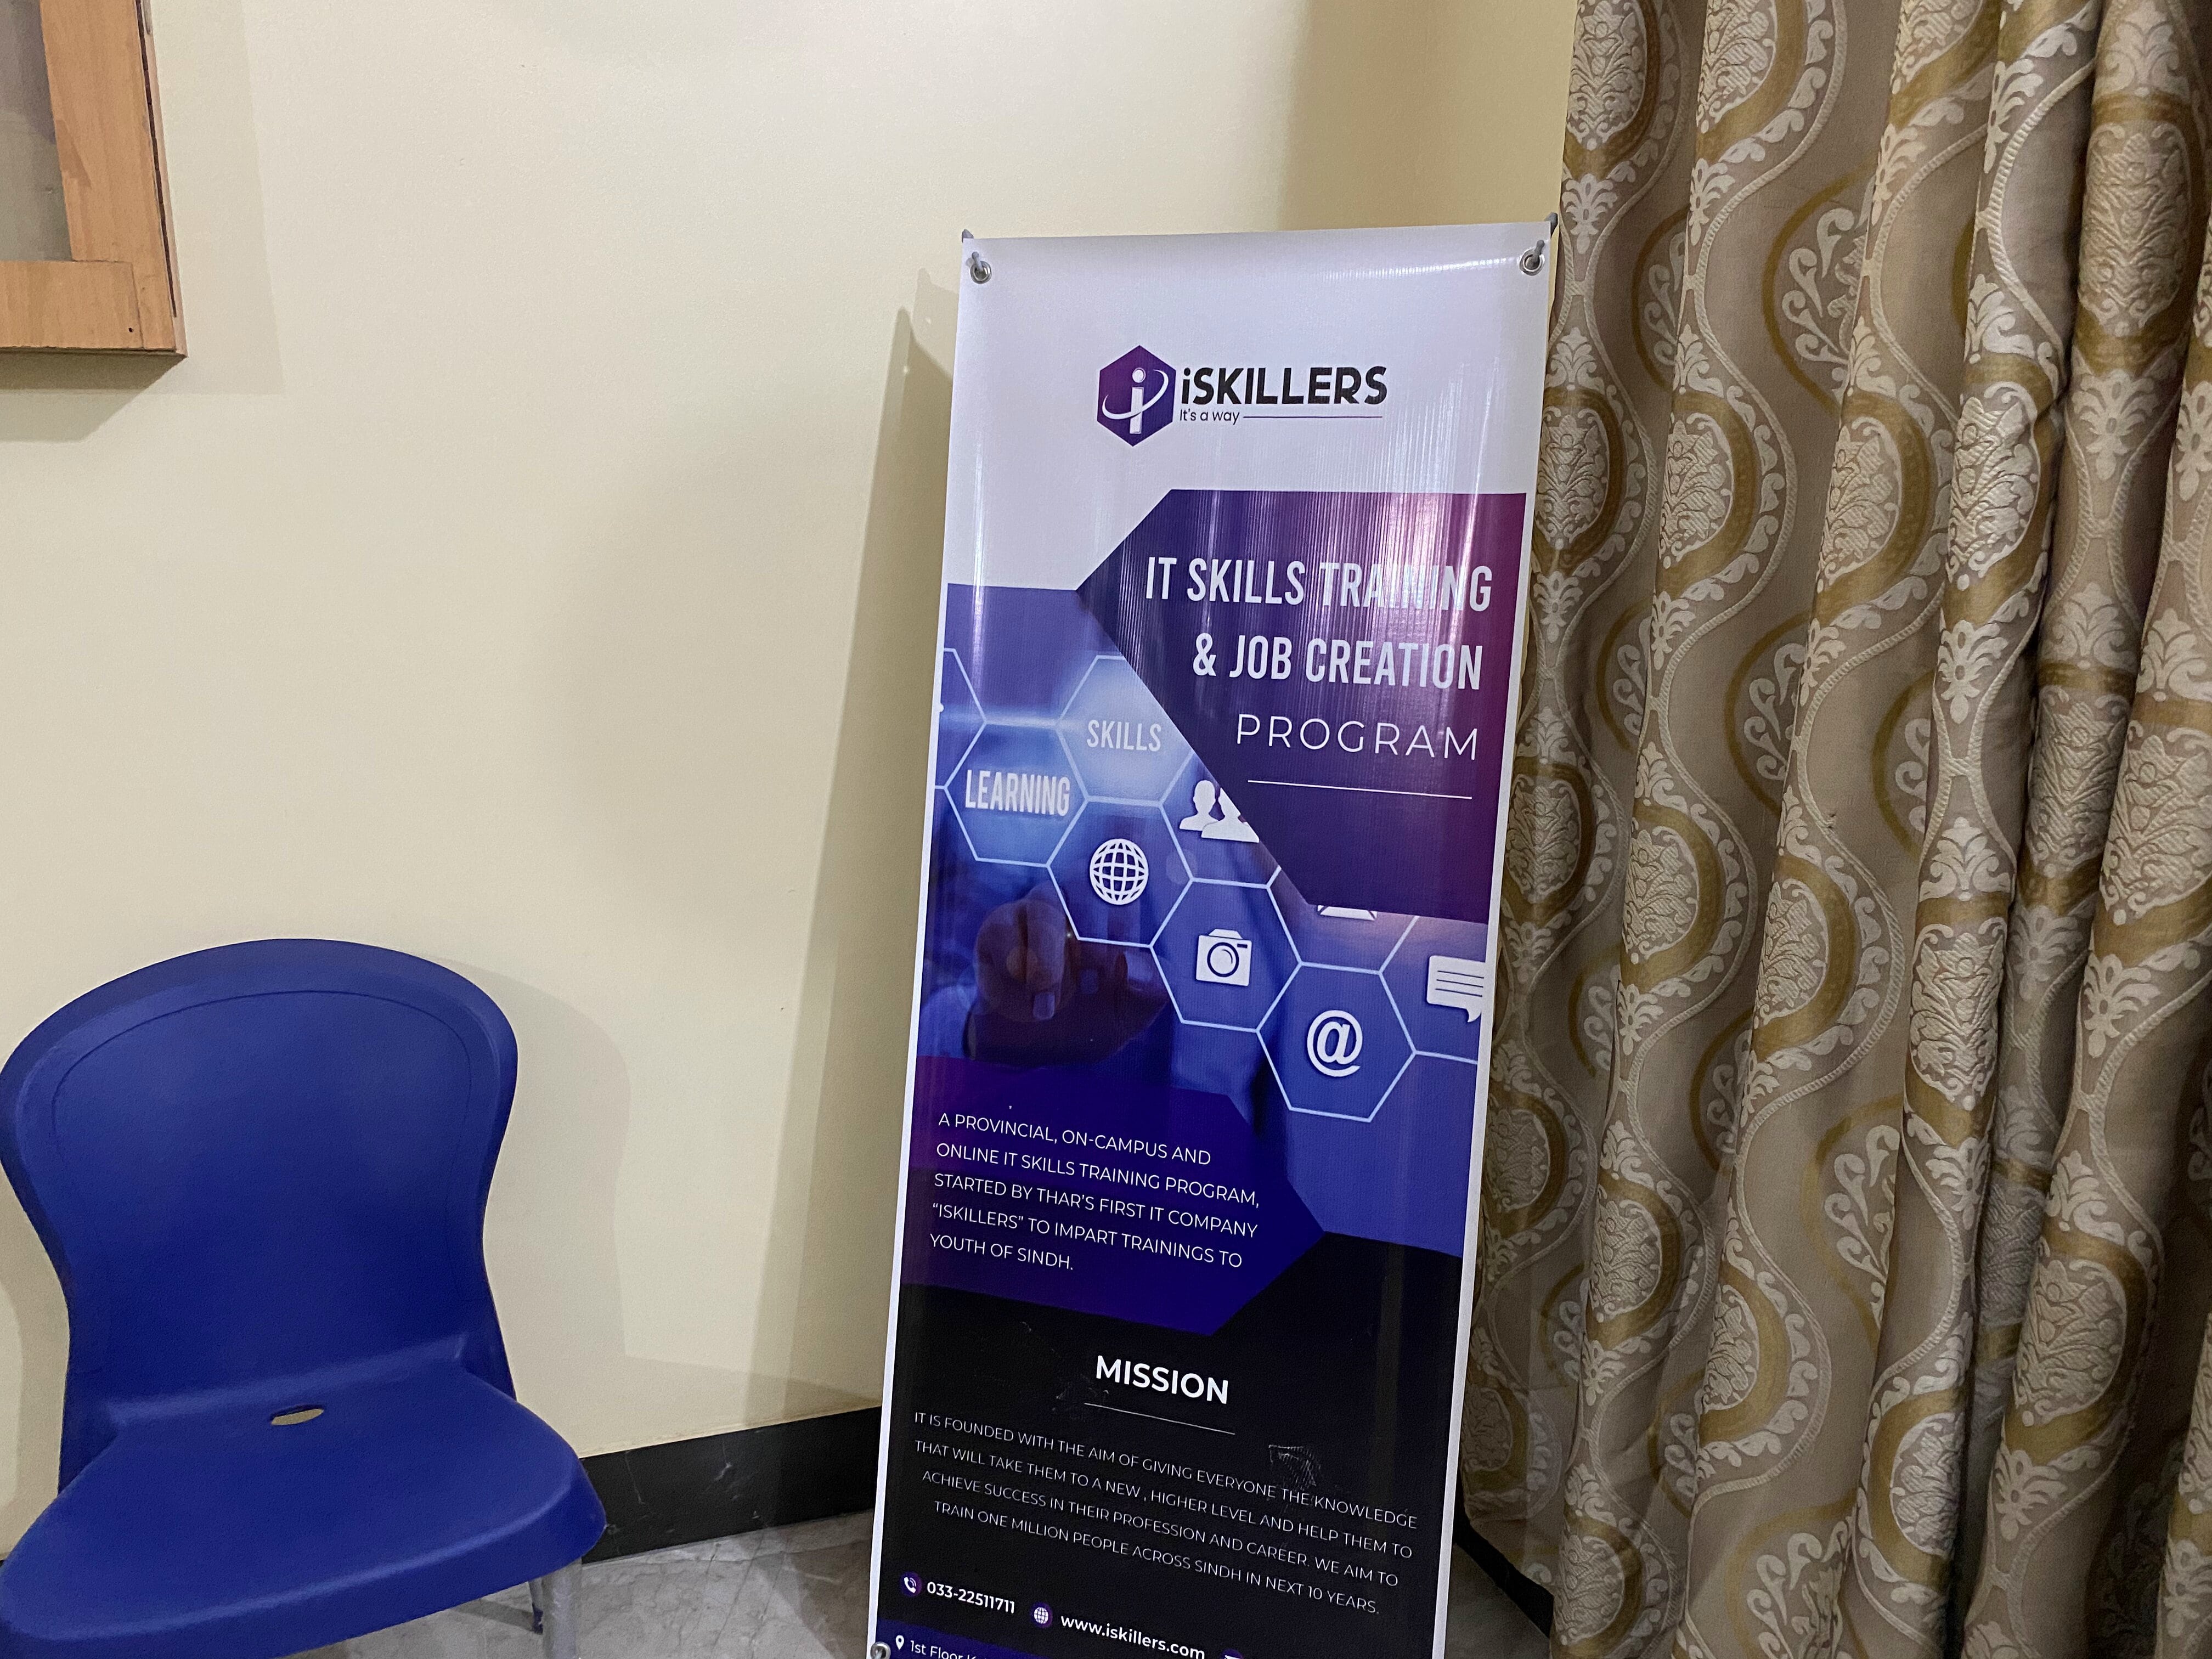 iSKILLERS
It's a way
IT SKILLS TRAINING
& JOB CREATION
PROGRAM
SKILLS
LEARNING
@
A PROVINCIAL, ON-CAMPUS AND
ONLINE IT SKILLS TRAINING PROGRAM,
STARTED BY THAR'S FIRST IT COMPANY
"ISKILLERS" TO IMPART TRAININGS TO
YOUTH OF SINDH.
MISSION
IT IS FOUNDED WITH THE AIM OF GIVING EVERYONE THE KNOWLEDGE
THAT WILL TAKE THEM TO A NEW , HIGHER LEVEL AND HELP THEM TO
ACHIEVE SUCCESS IN THEIR PROFESSION AND CAREER. WE AIM TO
TRAIN ONE MILLION PEOPLE ACROSS SINDH IN NEXT 10 YEARS.
033-22511711
www.iskillers.com
1st Floor